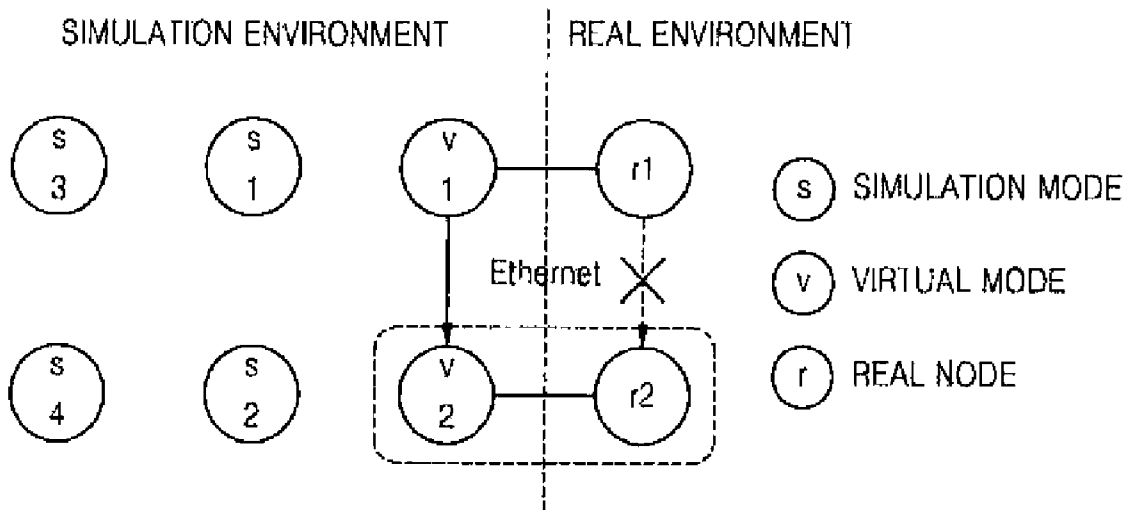 SIMULATION ENVIRONMENT
REAL ENVIRONMENT
s
3
s
1
v
1
r1
Ethernet
s
4
s
2
v
2
r2
s SIMULATION MODE
v VIRTUAL MODE
r REAL NODE